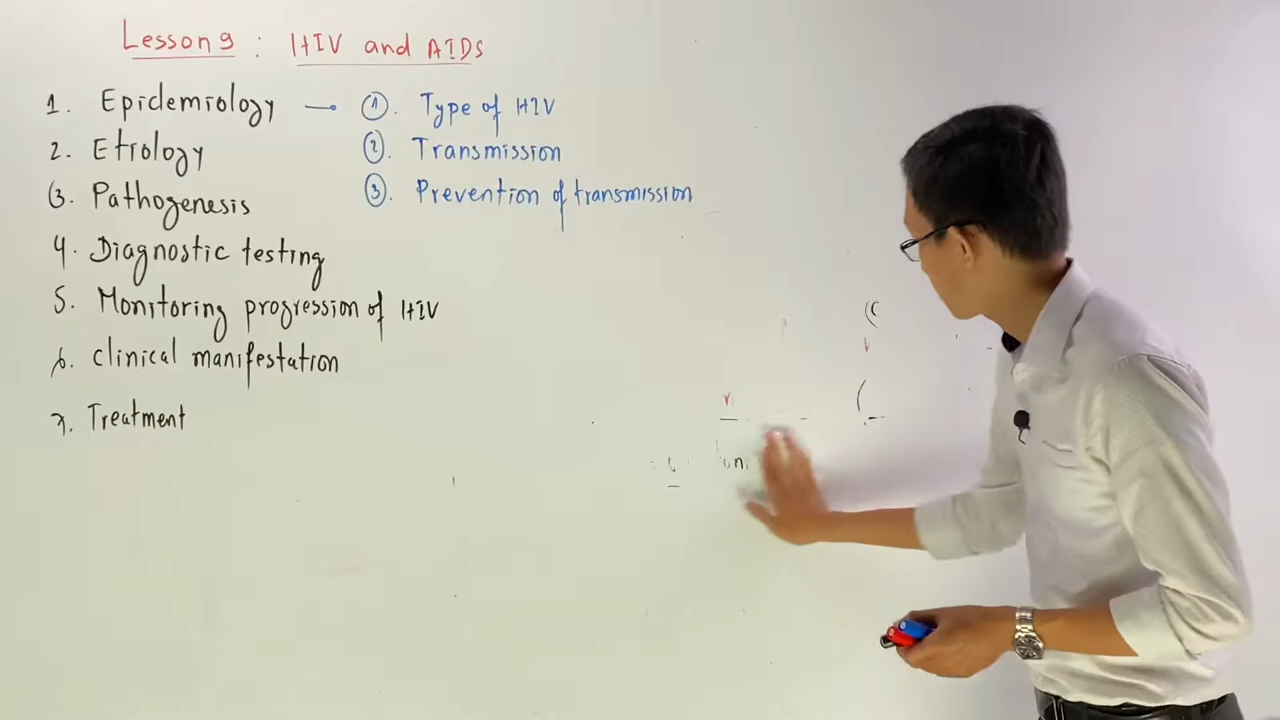 Lesson 9 : HIV and AIDS
1. Epidemiology → ①. Type of HIV
2. Etiology ②. Transmission
3. Pathogenesis ③. Prevention of transmission
4. Diagnostic testing
5. Monitoring progression of HIV
6. Clinical manifestation
7. Treatment